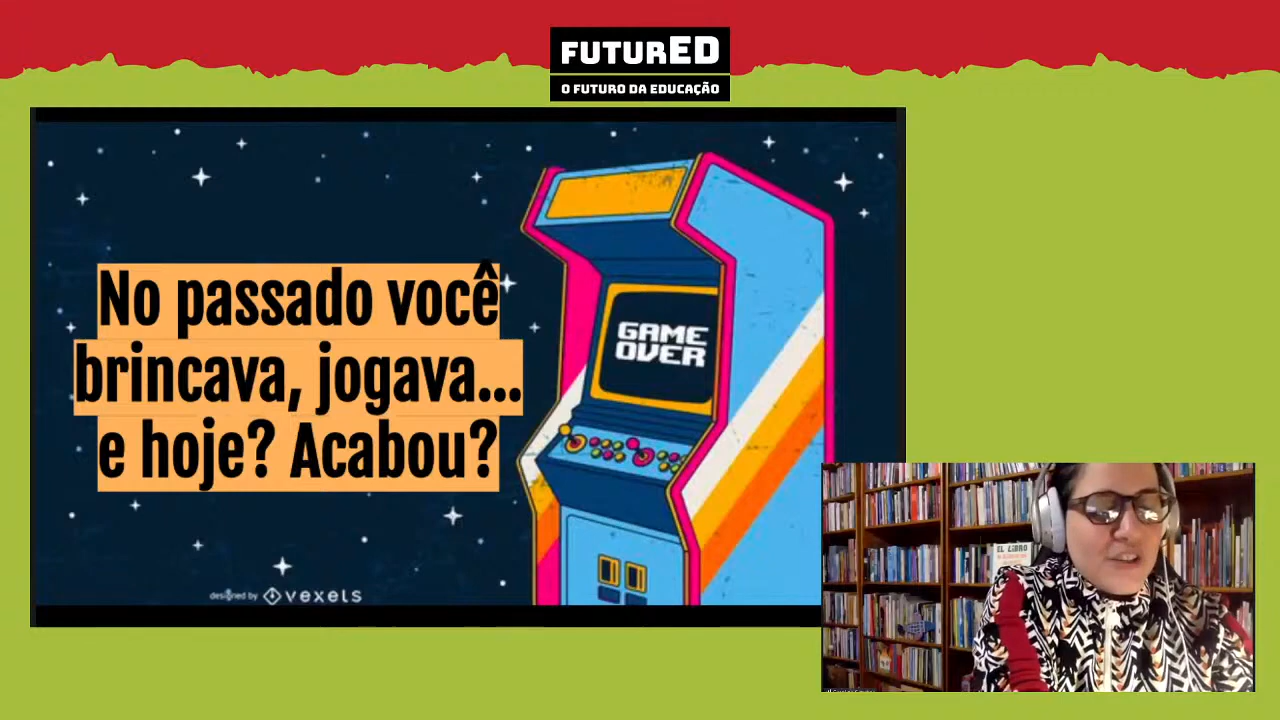 FUTURED
O FUTURO DA EDUCAÇÃO
No passado você
brincava, jogava...
e hoje? Acabou?
GAME
OVER
designed by vexels
EL LIBRO